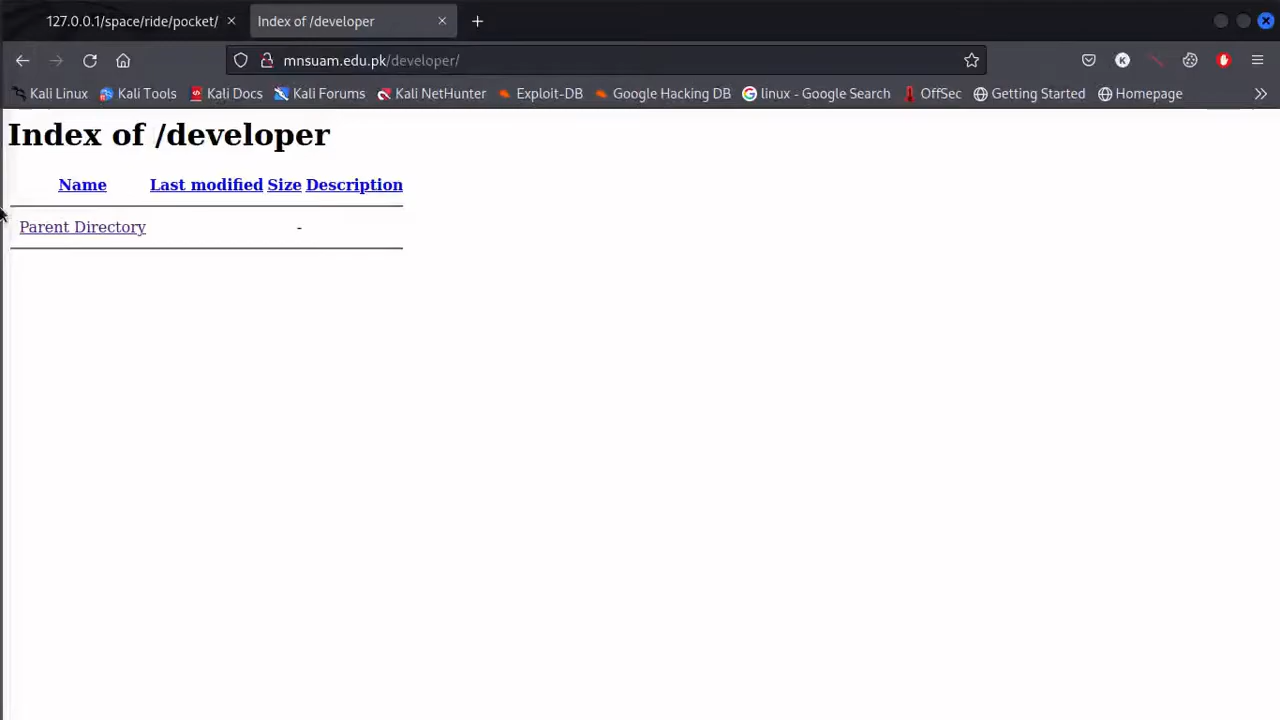 127.0.0.1/space/ride/pocket/
Index of /developer
mnsuam.edu.pk/developer/
Kali Linux Kali Tools Kali Docs Kali Forums Kali NetHunter Exploit-DB Google Hacking DB linux - Google Search OffSec Getting Started Homepage
Index of /developer
Name Last modified Size Description
Parent Directory -